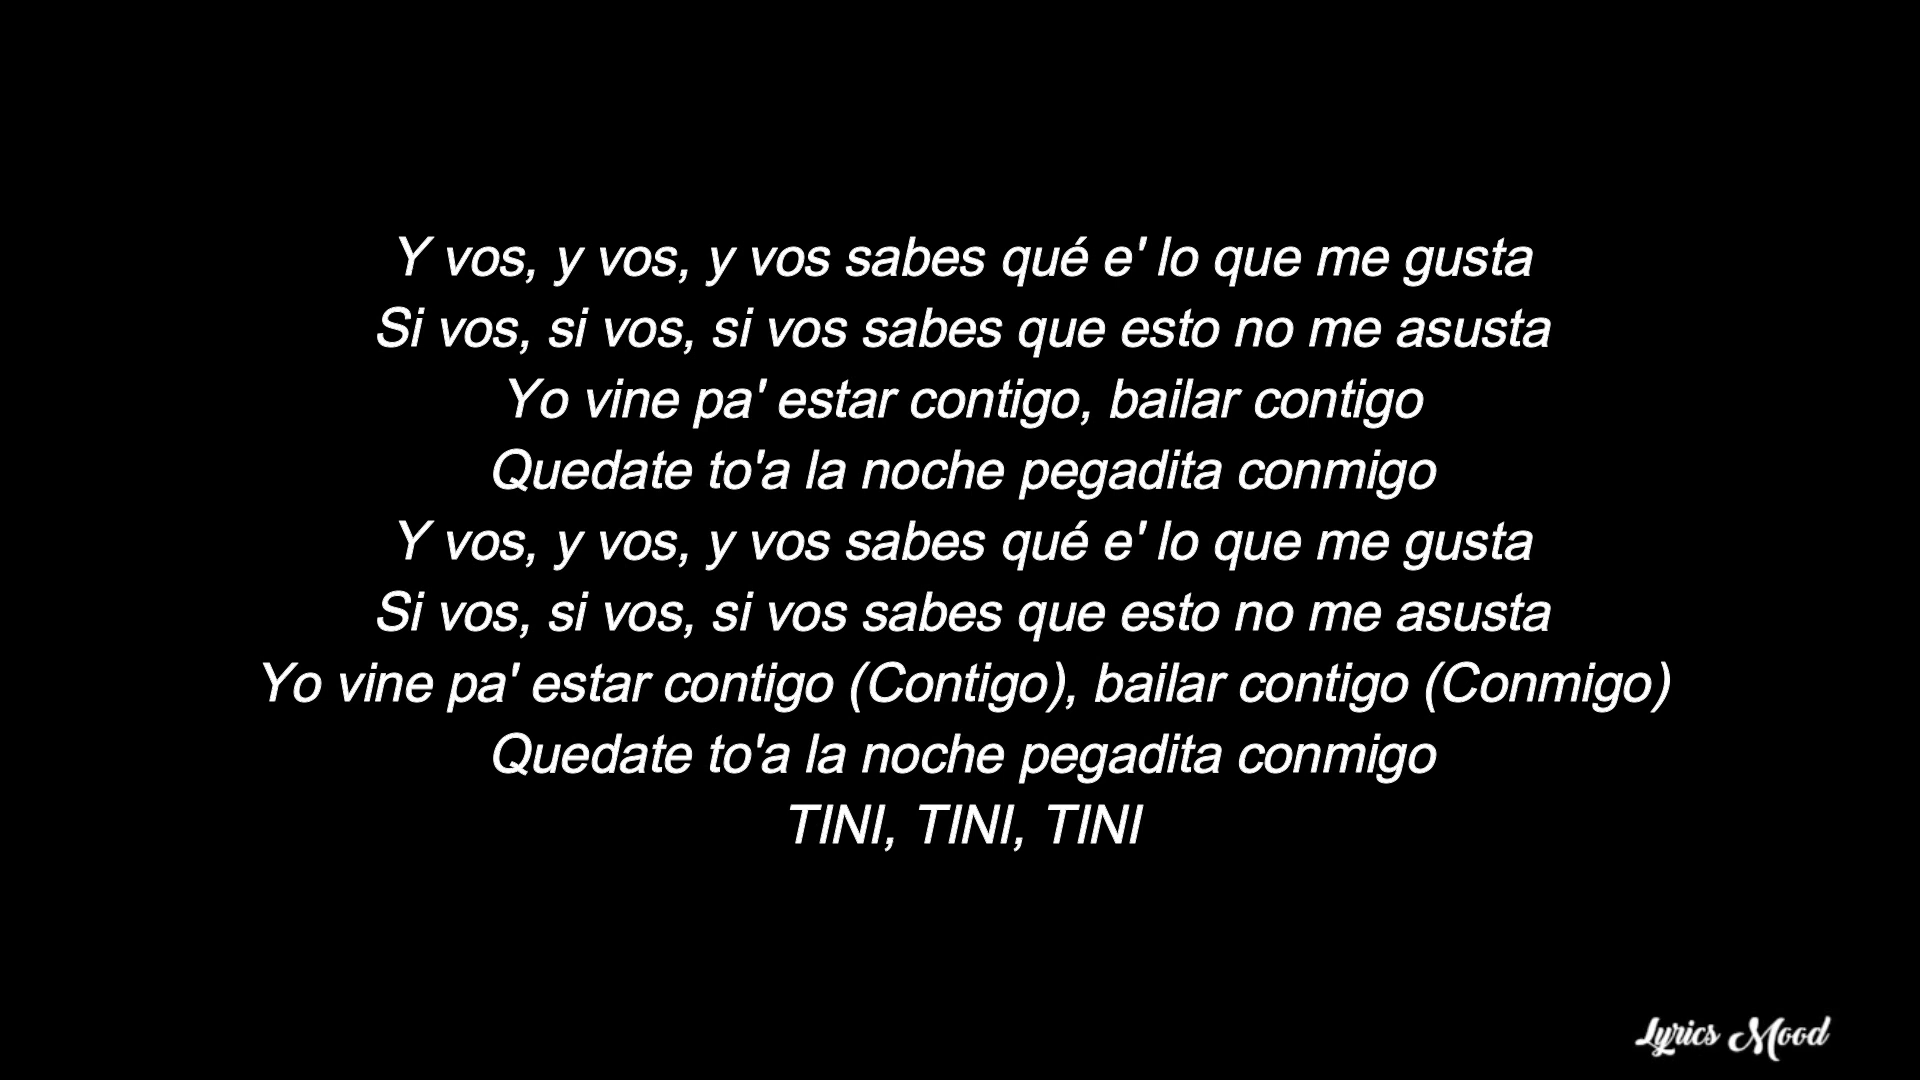 Y vos, y vos, y vos sabes qué e' lo que me gusta
Si vos, si vos, si vos sabes que esto no me asusta
Yo vine pa' estar contigo, bailar contigo
Quedate to'a la noche pegadita conmigo
Y vos, y vos, y vos sabes qué e' lo que me gusta
Si vos, si vos, si vos sabes que esto no me asusta
Yo vine pa' estar contigo (Contigo), bailar contigo (Conmigo)
Quedate to'a la noche pegadita conmigo
TINI, TINI, TINI
Lyrics Mood